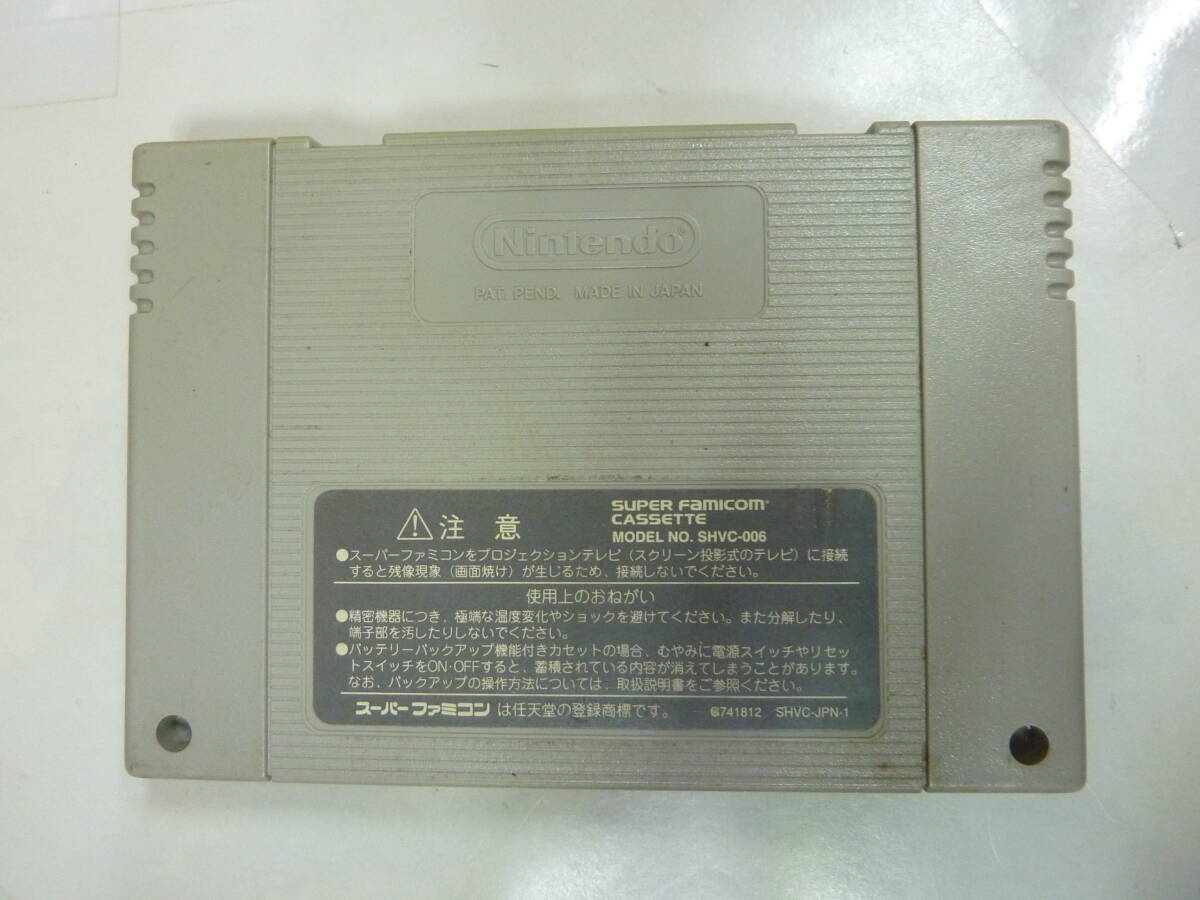 Nintendo®
PAT. PEND. MADE IN JAPAN
⚠注意
SUPER FAMICOM®
CASSETTE
MODEL NO. SHVC-006
●スーパーファミコンをプロジェクションテレビ（スクリーン投影式のテレビ）に接続
すると残像現象（画面焼け）が生じるため、接続しないでください。
使用上のおねがい
●精密機器につき、極端な温度変化やショックを避けてください。また分解したり、
端子部を汚したりしないでください。
●バッテリーバックアップ機能付きカセットの場合、むやみに電源スイッチやリセッ
トスイッチをON·OFFすると、蓄積されている内容が消えてしまうことがあります。
なお、バックアップの操作方法については、取扱説明書をご参照ください。
スーパーファミコンは任天堂の登録商標です。 741812 SHVC-JPN-1